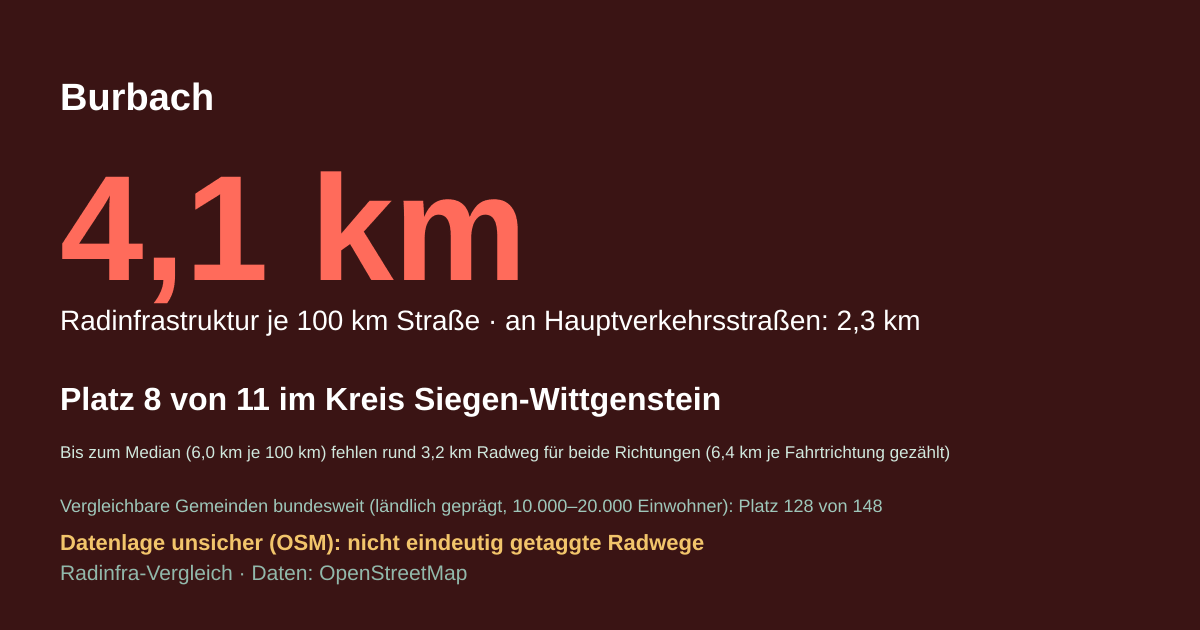 Burbach
4,1 km
Radinfrastruktur je 100 km Straße · an Hauptverkehrsstraßen: 2,3 km
Platz 8 von 11 im Kreis Siegen-Wittgenstein
Bis zum Median (6,0 km je 100 km) fehlen rund 3,2 km Radweg für beide Richtungen (6,4 km je Fahrtrichtung gezählt)
Vergleichbare Gemeinden bundesweit (ländlich geprägt, 10.000–20.000 Einwohner): Platz 128 von 148
Datenlage unsicher (OSM): nicht eindeutig getaggte Radwege
Radinfra-Vergleich · Daten: OpenStreetMap